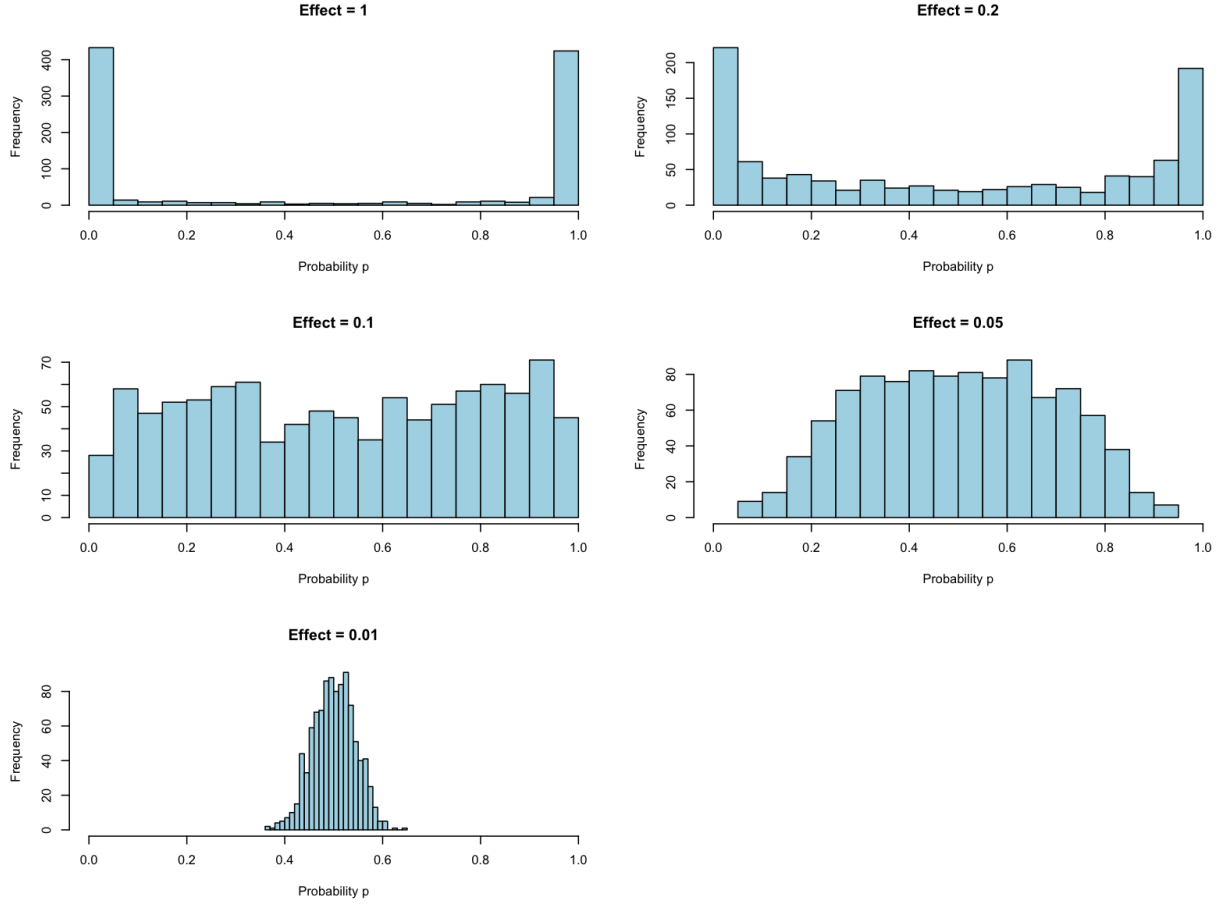 Effect = 1
Frequency
0 100 200 300 400
0.0 0.2 0.4 0.6 0.8 1.0
Probability p
Effect = 0.2
Frequency
0 50 100 150 200
0.0 0.2 0.4 0.6 0.8 1.0
Probability p
Effect = 0.1
Frequency
0 10 30 50 70
0.0 0.2 0.4 0.6 0.8 1.0
Probability p
Effect = 0.05
Frequency
0 20 40 60 80
0.0 0.2 0.4 0.6 0.8 1.0
Probability p
Effect = 0.01
Frequency
0 20 40 60 80
0.0 0.2 0.4 0.6 0.8 1.0
Probability p